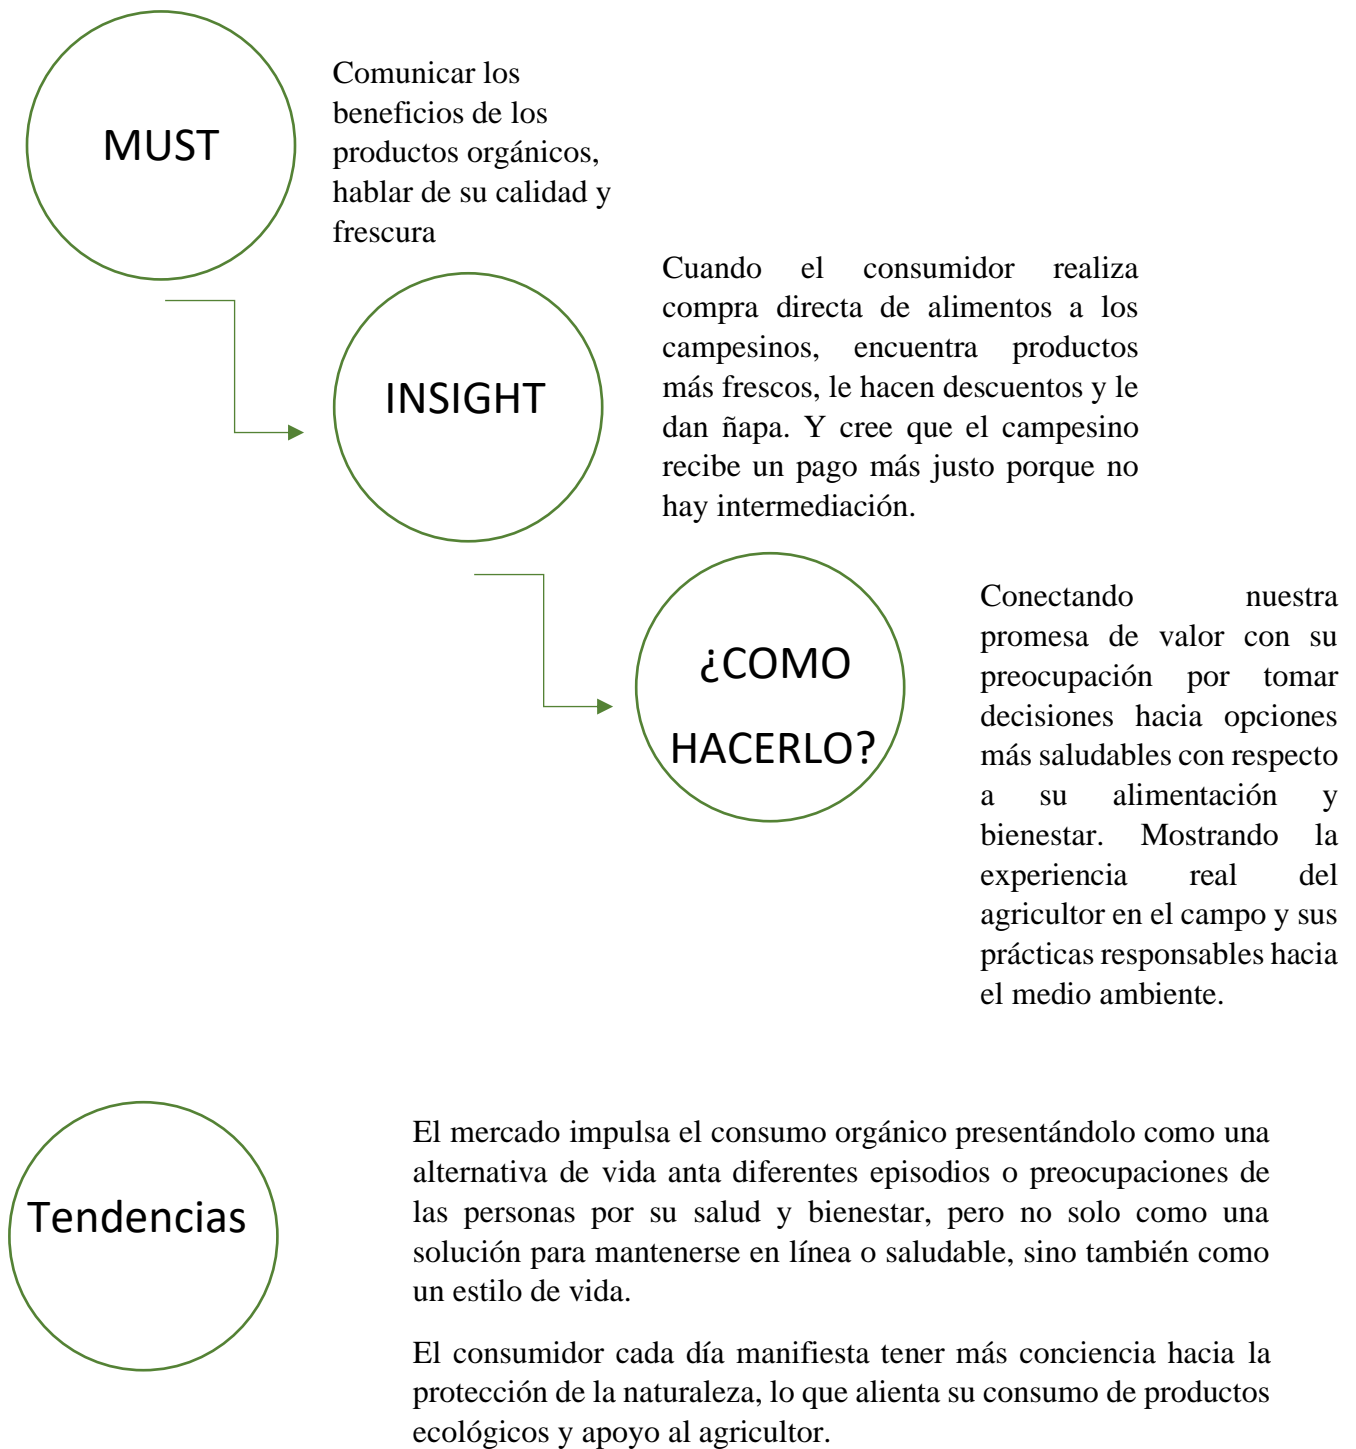 MUST
Comunicar los
beneficios de los
productos orgánicos,
hablar de su calidad y
frescura
INSIGHT
Cuando el consumidor realiza
compra directa de alimentos a los
campesinos, encuentra productos
más frescos, le hacen descuentos y le
dan ñapa. Y cree que el campesino
recibe un pago más justo porque no
hay intermediación.
¿COMO
HACERLO?
Conectando nuestra
promesa de valor con su
preocupación por tomar
decisiones hacia opciones
más saludables con respecto
a su alimentación y
bienestar. Mostrando la
experiencia real del
agricultor en el campo y sus
prácticas responsables hacia
el medio ambiente.
Tendencias
El mercado impulsa el consumo orgánico presentándolo como una
alternativa de vida anta diferentes episodios o preocupaciones de
las personas por su salud y bienestar, pero no solo como una
solución para mantenerse en línea o saludable, sino también como
un estilo de vida.
El consumidor cada día manifiesta tener más conciencia hacia la
protección de la naturaleza, lo que alienta su consumo de productos
ecológicos y apoyo al agricultor.